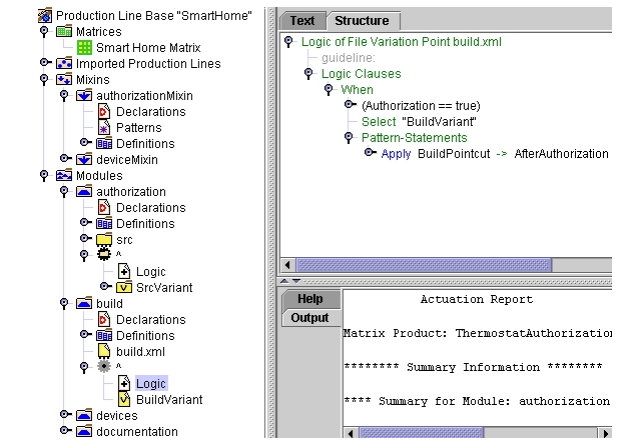 Production Line Base "SmartHome"
Matrices
Smart Home Matrix
Imported Production Lines
Mixins
authorizationMixin
Declarations
Patterns
Definitions
deviceMixin
Modules
authorization
Declarations
Definitions
src
^
Logic
SrcVariant
build
Declarations
Definitions
build.xml
^
Logic
BuildVariant
devices
documentation
Text Structure
Logic of File Variation Point build.xml
guideline:
Logic Clauses
When
(Authorization == true)
Select "BuildVariant"
Pattern-Statements
Apply BuildPointcut -> AfterAuthorization
Help
Output
Actuation Report
Matrix Product: ThermostatAuthorization
******** Summary Information ********
**** Summary for Module: authorization